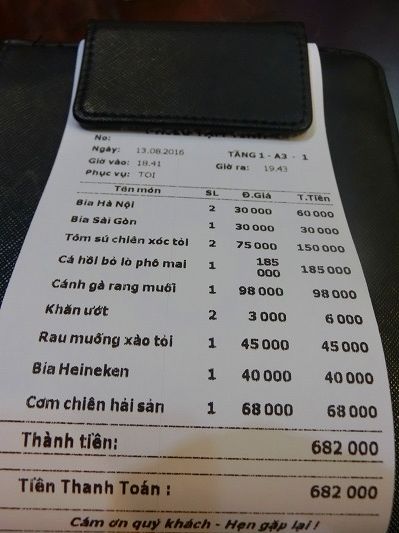 No:
Ngày: 13.08.2016 TẦNG 1 - A3 - 1
Giờ vào: 18.41 Giờ ra: 19.43
Phục vụ: TOI
Tên món SL Đ.Giá T.Tiền
Bia Hà Nội 2 30 000 60 000
Bia Sài Gòn 1 30 000 30 000
Tôm sú chiên xóc tỏi 2 75 000 150 000
Cá hồi bỏ lò phô mai 1 185 000 185 000
Cánh gà rang muối 1 98 000 98 000
Khăn ướt 2 3 000 6 000
Rau muống xào tỏi 1 45 000 45 000
Bia Heineken 1 40 000 40 000
Cơm chiên hải sản 1 68 000 68 000
Thành tiền: 682 000
Tiền Thanh Toán : 682 000
Cám ơn quý khách - Hẹn gặp lại !